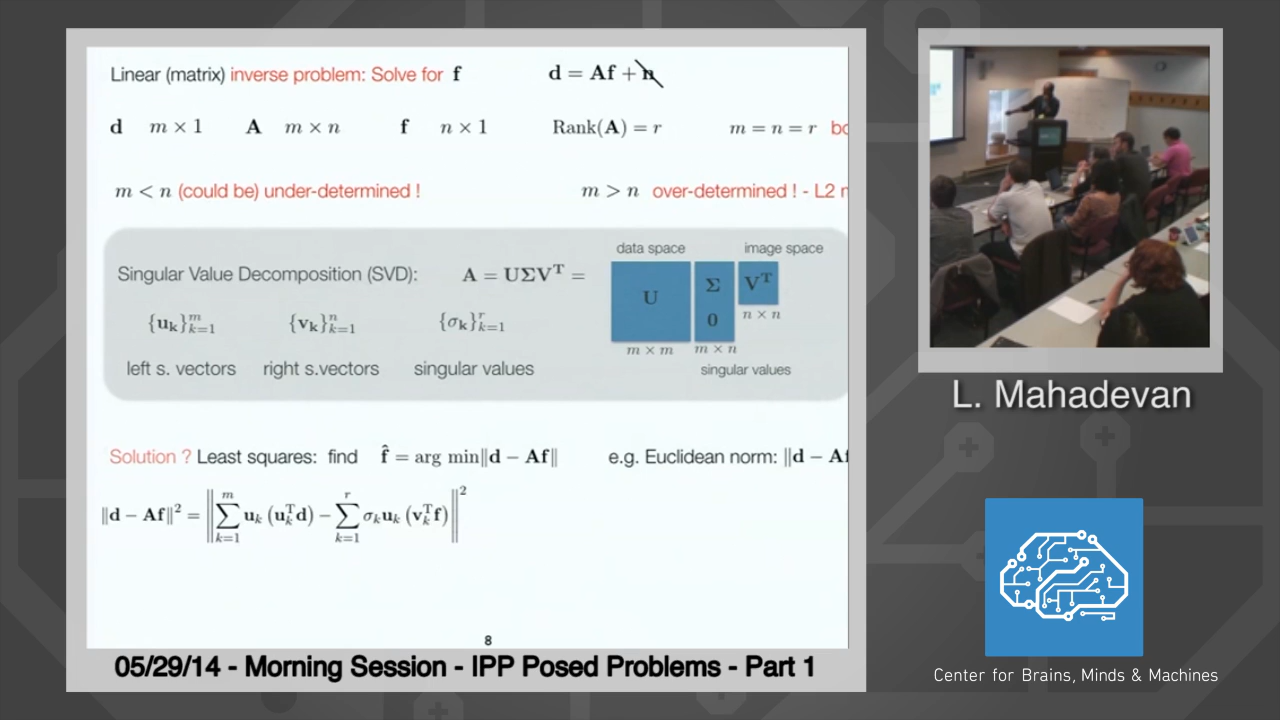 Linear (matrix) inverse problem: Solve for f d = Af + n
d m × 1 A m × n f n × 1 Rank(A) = r m = n = r bo
m < n (could be) under-determined ! m > n over-determined ! - L2 n
data space image space
Singular Value Decomposition (SVD): A = UΣV^T =
U Σ 0 V^T
{u_k}_{k=1}^m {v_k}_{k=1}^n {σ_k}_{k=1}^r
m × m m × n n × n
left s. vectors right s.vectors singular values singular values
Solution ? Least squares: find f̂ = arg min||d − Af|| e.g. Euclidean norm: ||d − Af
||d − Af||² = ||∑_{k=1}^m u_k (u_k^T d) − ∑_{k=1}^r σ_k u_k (v_k^T f)||²
8
05/29/14 - Morning Session - IPP Posed Problems - Part 1
L. Mahadevan
Center for Brains, Minds & Machines